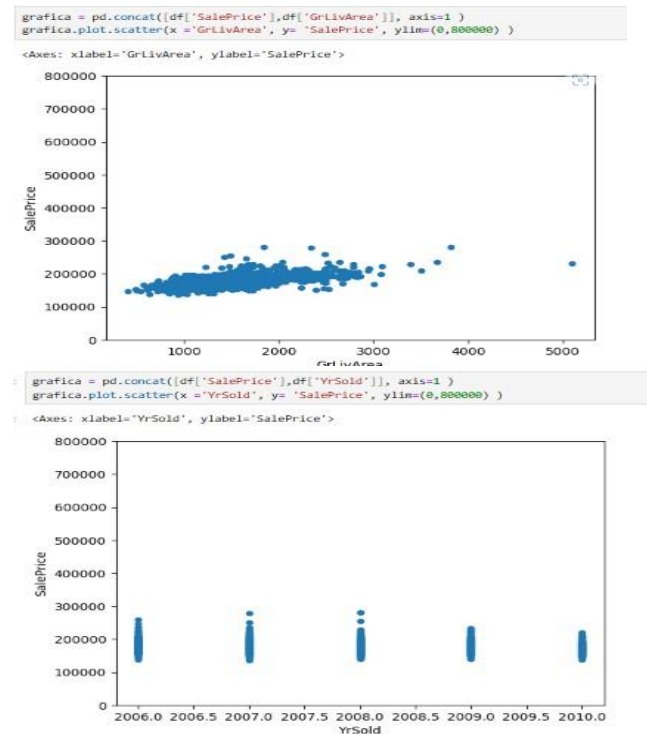 grafica = pd.concat([df['SalePrice'],df['GrLivArea']], axis=1 )
grafica.plot.scatter(x ='GrLivArea', y= 'SalePrice', ylim=(0,800000) )
<Axes: xlabel='GrLivArea', ylabel='SalePrice'>
800000
700000
600000
500000
400000
300000
200000
100000
0
SalePrice
1000 2000 3000 4000 5000
GrLivArea
grafica = pd.concat([df['SalePrice'],df['YrSold']], axis=1 )
grafica.plot.scatter(x ='YrSold', y= 'SalePrice', ylim=(0,800000) )
: <Axes: xlabel='YrSold', ylabel='SalePrice'>
800000
700000
600000
500000
400000
300000
200000
100000
0
SalePrice
2006.0 2006.5 2007.0 2007.5 2008.0 2008.5 2009.0 2009.5 2010.0
YrSold